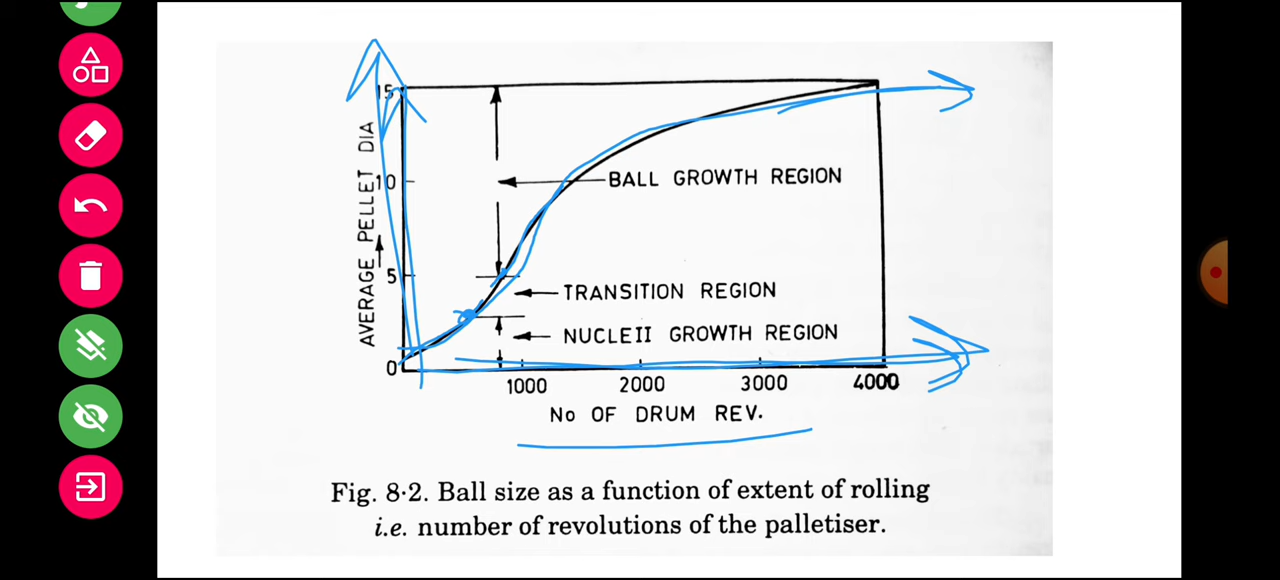 15
10
5
0
AVERAGE PELLET DIA
BALL GROWTH REGION
TRANSITION REGION
NUCLEII GROWTH REGION
1000 2000 3000 4000
No OF DRUM REV.
Fig. 8·2. Ball size as a function of extent of rolling
i.e. number of revolutions of the palletiser.